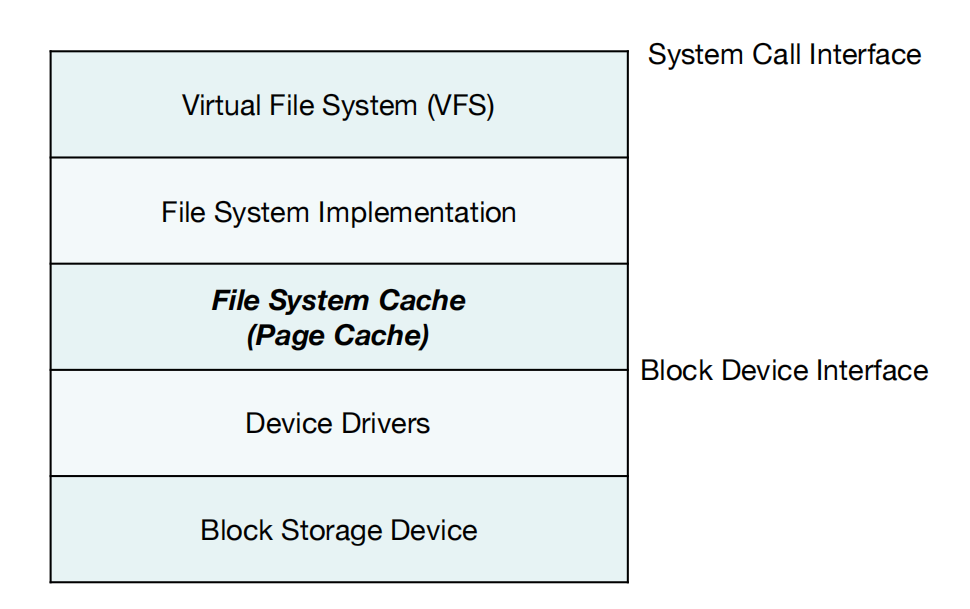 System Call Interface
Virtual File System (VFS)
File System Implementation
File System Cache
(Page Cache)
Block Device Interface
Device Drivers
Block Storage Device